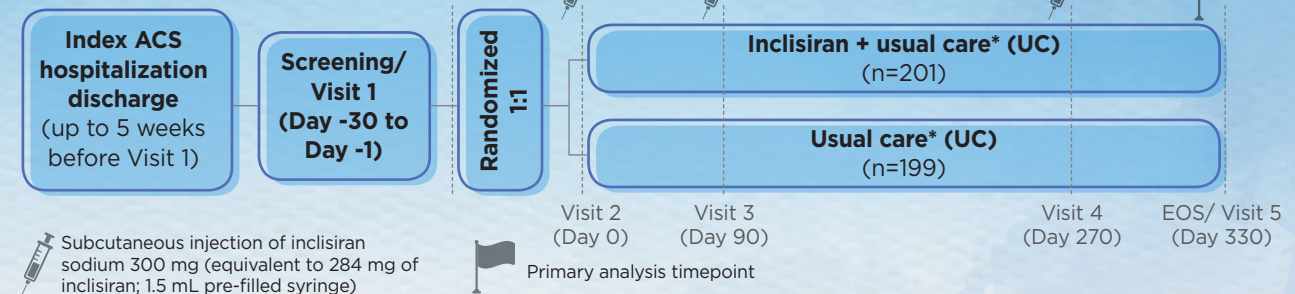 Index ACS
hospitalization
discharge
(up to 5 weeks
before Visit 1)
Screening/
Visit 1
(Day -30 to
Day -1)
Randomized
1:1
Inclisiran + usual care* (UC)
(n=201)
Usual care* (UC)
(n=199)
Visit 2
(Day 0)
Visit 3
(Day 90)
Visit 4
(Day 270)
EOS/ Visit 5
(Day 330)
Subcutaneous injection of inclisiran
sodium 300 mg (equivalent to 284 mg of
inclisiran; 1.5 mL pre-filled syringe)
Primary analysis timepoint